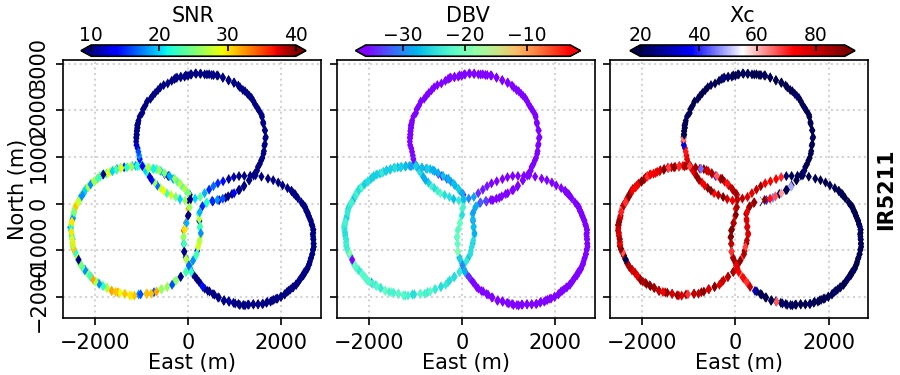 SNR DBV Xc
10 20 30 40 −30 −20 −10 20 40 60 80
North (m)
3000
2000
1000
0
−1000
−2000
−2000 0 2000 −2000 0 2000 −2000 0 2000
East (m) East (m) East (m)
IR5211